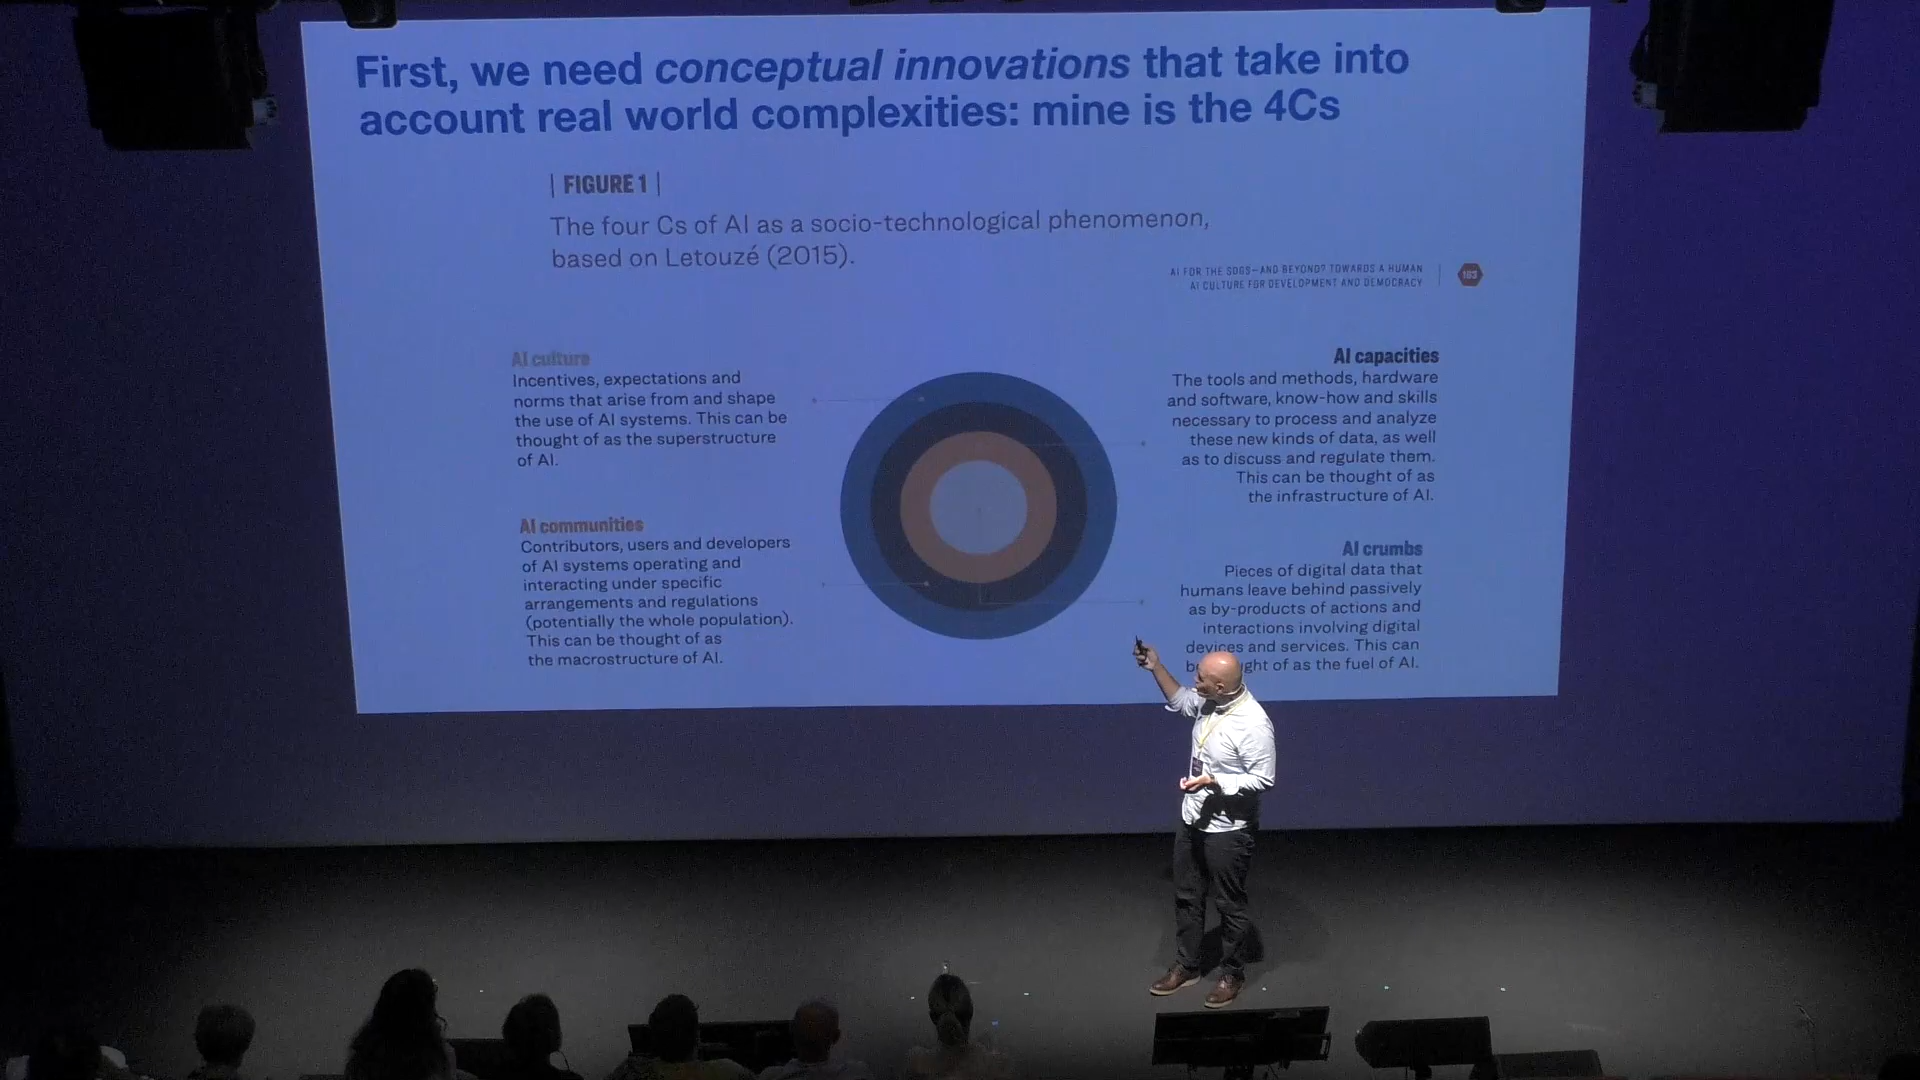 First, we need conceptual innovations that take into
account real world complexities: mine is the 4Cs
| FIGURE 1 |
The four Cs of AI as a socio-technological phenomenon,
based on Letouzé (2015).
AI FOR THE SDGS—AND BEYOND? TOWARDS A HUMAN
AI CULTURE FOR DEVELOPMENT AND DEMOCRACY
163
AI culture
Incentives, expectations and
norms that arise from and shape
the use of AI systems. This can be
thought of as the superstructure
of AI.
AI communities
Contributors, users and developers
of AI systems operating and
interacting under specific
arrangements and regulations
(potentially the whole population).
This can be thought of as
the macrostructure of AI.
AI capacities
The tools and methods, hardware
and software, know-how and skills
necessary to process and analyze
these new kinds of data, as well
as to discuss and regulate them.
This can be thought of as
the infrastructure of AI.
AI crumbs
Pieces of digital data that
humans leave behind passively
as by-products of actions and
interactions involving digital
devices and services. This can
of as the fuel of AI.